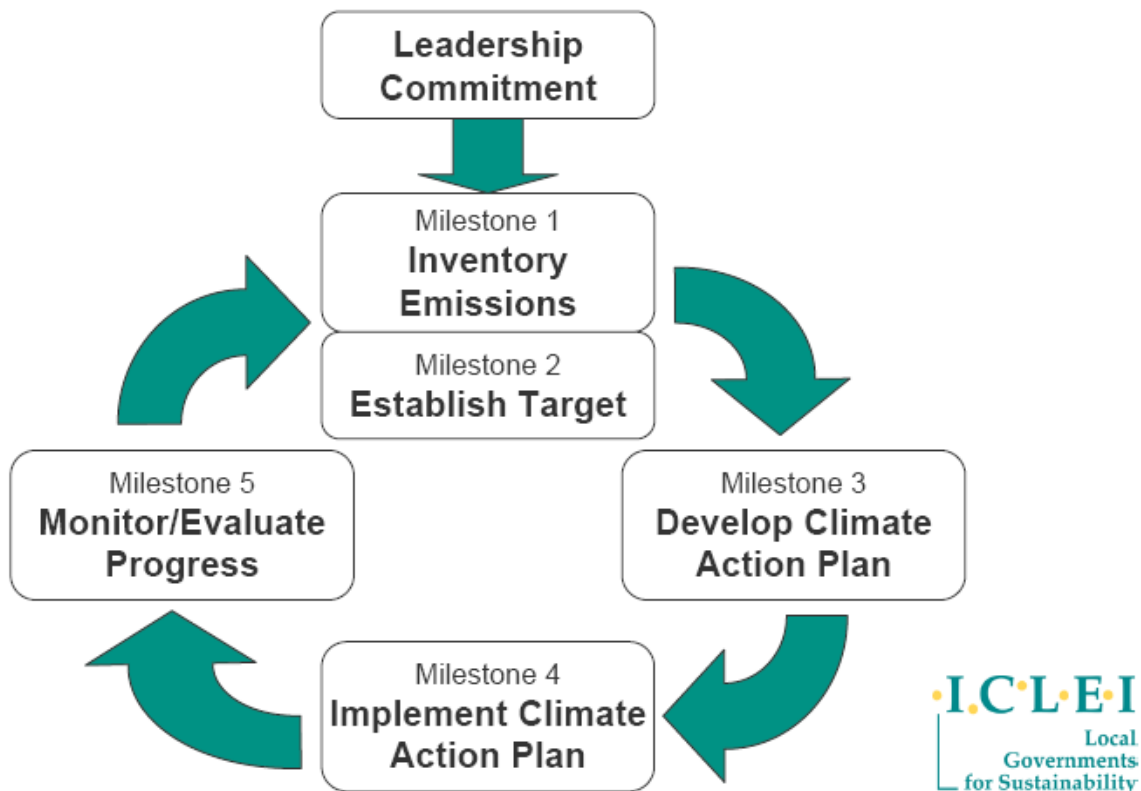 Leadership
Commitment
Milestone 1
Inventory
Emissions
Milestone 2
Establish Target
Milestone 5
Monitor/Evaluate
Progress
Milestone 3
Develop Climate
Action Plan
Milestone 4
Implement Climate
Action Plan
I.C.L.E.I
Local
Governments
for Sustainability